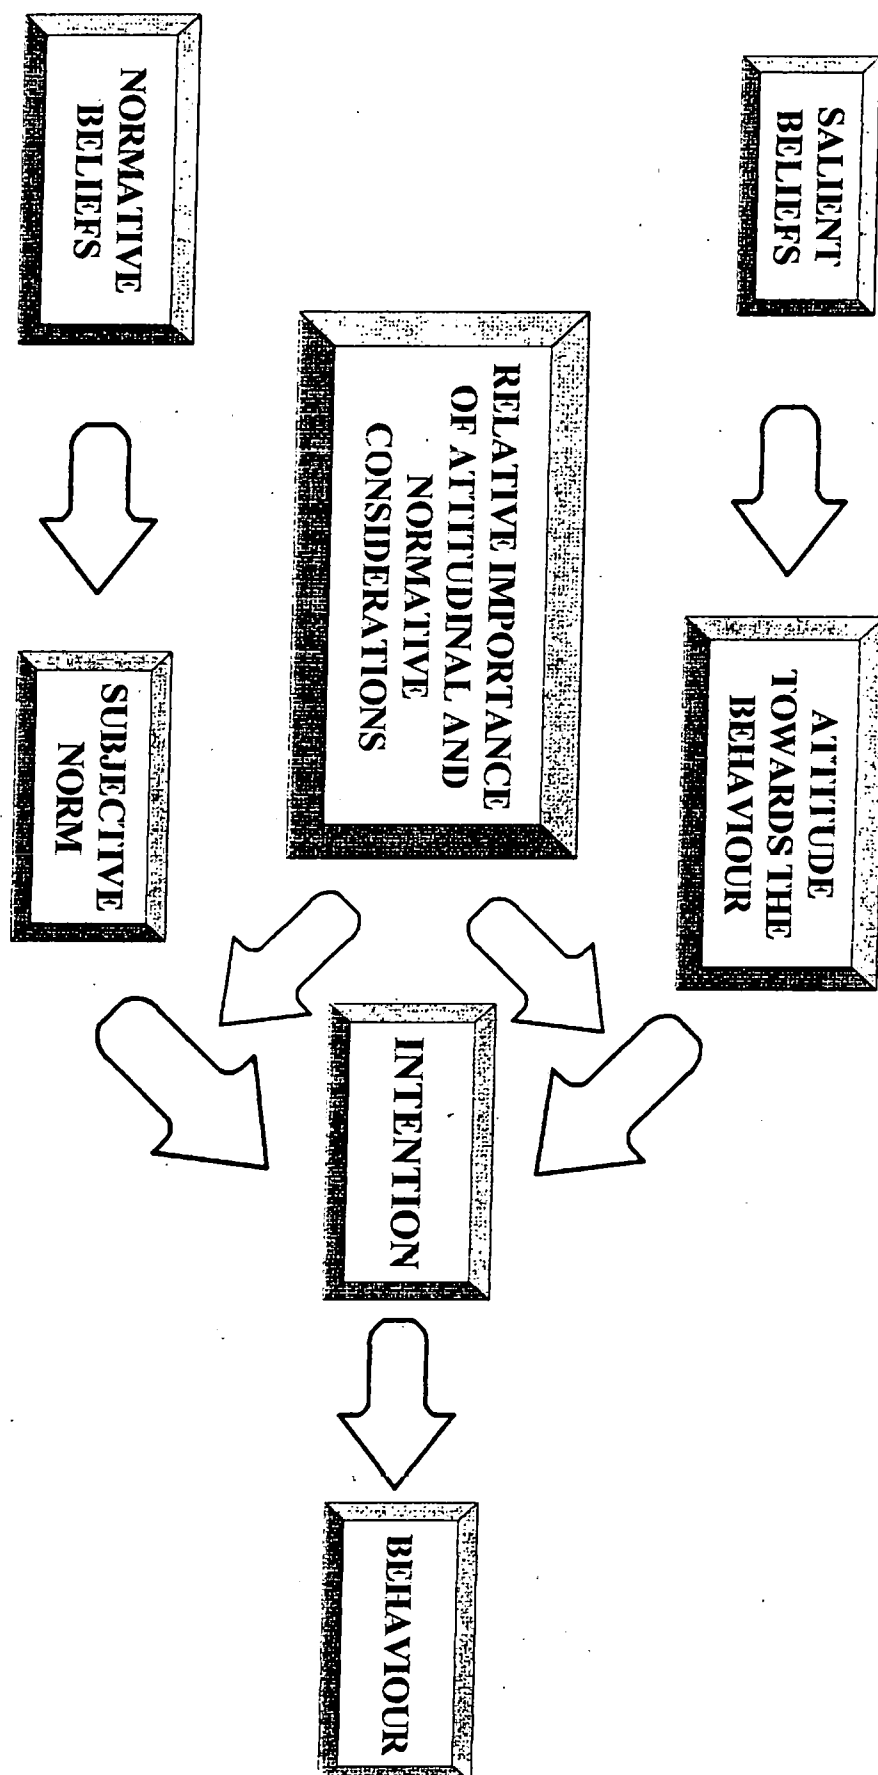 SALIENT
BELIEFS
ATTITUDE
TOWARDS THE
BEHAVIOUR
RELATIVE IMPORTANCE
OF ATTITUDINAL AND
NORMATIVE
CONSIDERATIONS
INTENTION
BEHAVIOUR
NORMATIVE
BELIEFS
SUBJECTIVE
NORM